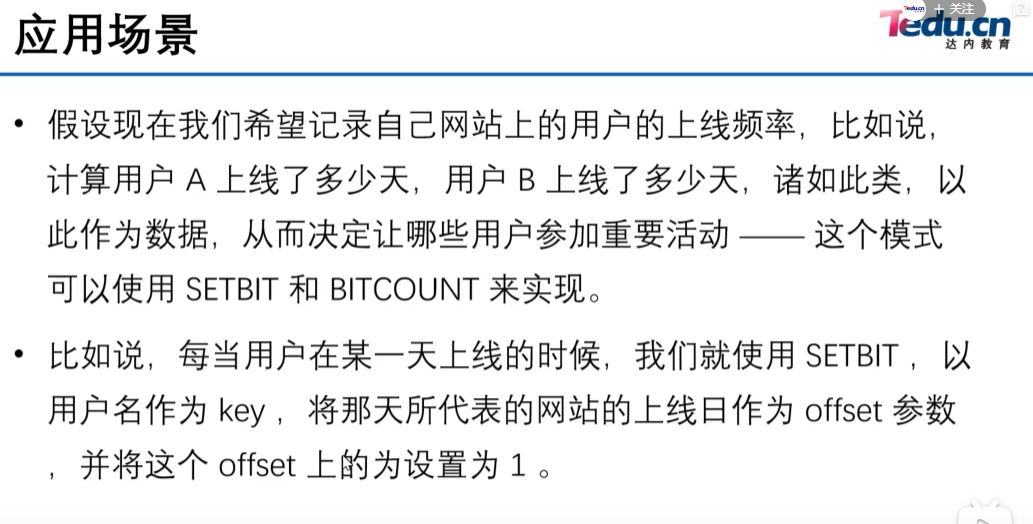 应用场景
Tedu.cn
+ 关注
Tedu.cn
达内教育
• 假设现在我们希望记录自己网站上的用户的上线频率，比如说，
计算用户 A 上线了多少天，用户 B 上线了多少天，诸如此类，以
此作为数据，从而决定让哪些用户参加重要活动 —— 这个模式
可以使用 SETBIT 和 BITCOUNT 来实现。
• 比如说，每当用户在某一天上线的时候，我们就使用 SETBIT ，以
用户名作为 key ，将那天所代表的网站的上线日作为 offset 参数
，并将这个 offset 上的为设置为 1 。